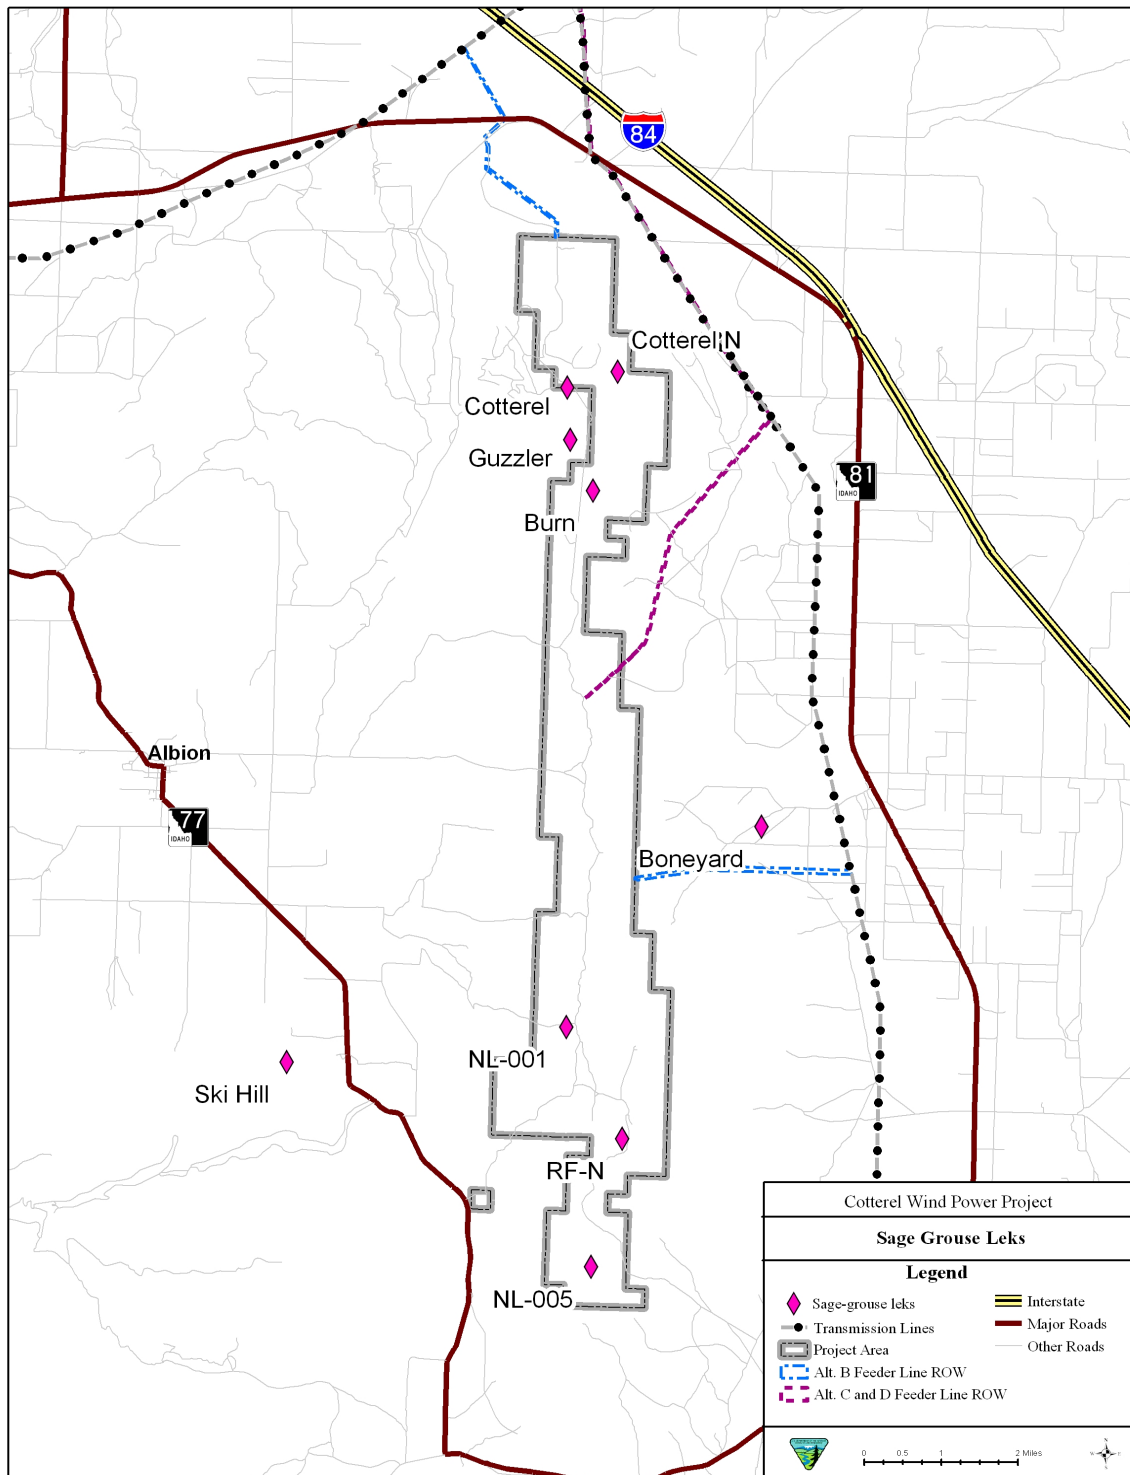 84
Cotterel N
Cotterel
Guzzler
81
IDAHO
Burn
Albion
77
IDAHO
Boneyard
NL-001
Ski Hill
RF-N
NL-005
Cotterel Wind Power Project
Sage Grouse Leks
Legend
Sage-grouse leks
Transmission Lines
Project Area
Alt. B Feeder Line ROW
Alt. C and D Feeder Line ROW
Interstate
Major Roads
Other Roads
0 0.5 1 2 Miles